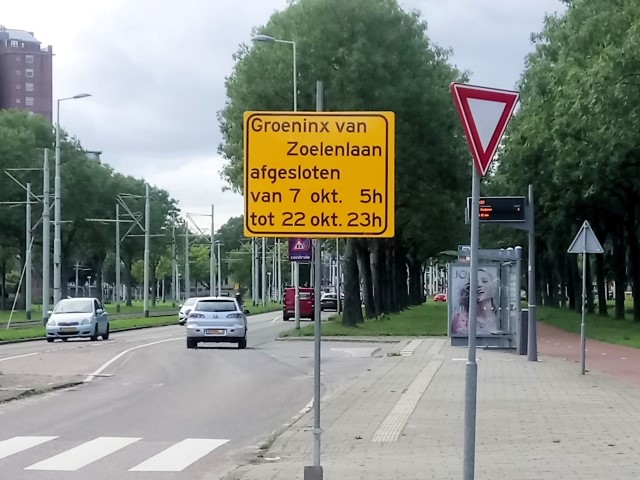 Groeninx van
Zoelenlaan
afgesloten
van 7 okt. 5h
tot 22 okt. 23h
controle